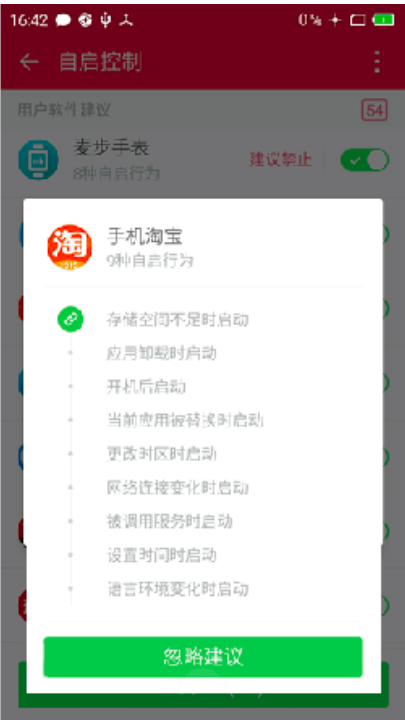 16:42
0%
自启控制
用户软件建议
54
麦步手表
建议禁止
8种自启行为
淘
手机淘宝
9种自启行为
存储空间不足时启动
应用卸载时启动
开机后启动
当前应用被替换时启动
更改时区时启动
网络连接变化时启动
被调用服务时启动
设置时间时启动
语言环境变化时启动
忽略建议